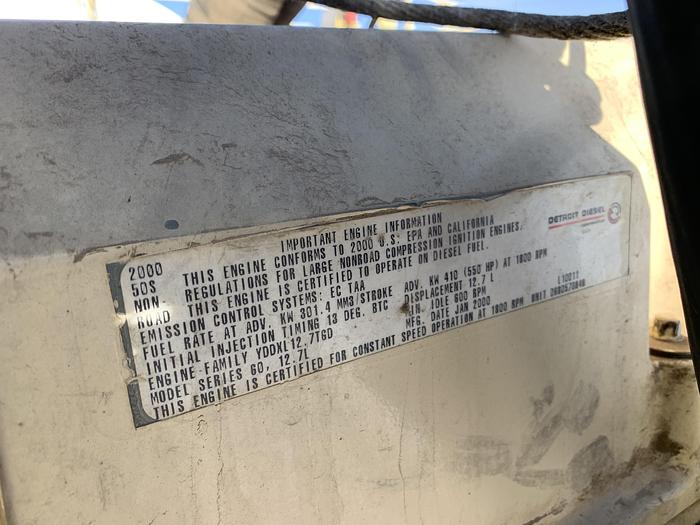 IMPORTANT ENGINE INFORMATION
2000 THIS ENGINE CONFORMS TO 2000 U.S. EPA AND CALIFORNIA
50S REGULATIONS FOR LARGE NONROAD COMPRESSION IGNITION ENGINES.
NON- THIS ENGINE IS CERTIFIED TO OPERATE ON DIESEL FUEL.
ROAD
DETROIT DIESEL
EMISSION CONTROL SYSTEMS: EC TAA
FUEL RATE AT ADV. KW 301.4 MM3/STROKE ADV. KW 410 (550 HP) AT 1800 RPM
INITIAL INJECTION TIMING 13 DEG. BTC DISPLACEMENT 12.7 L
ENGINE-FAMILY YDDXL12.7TGD MIN. IDLE 600 RPM L10011
MODEL SERIES 60, 12.7L MFG. DATE JAN 2000
THIS ENGINE IS CERTIFIED FOR CONSTANT SPEED OPERATION AT 1800 RPM UNIT